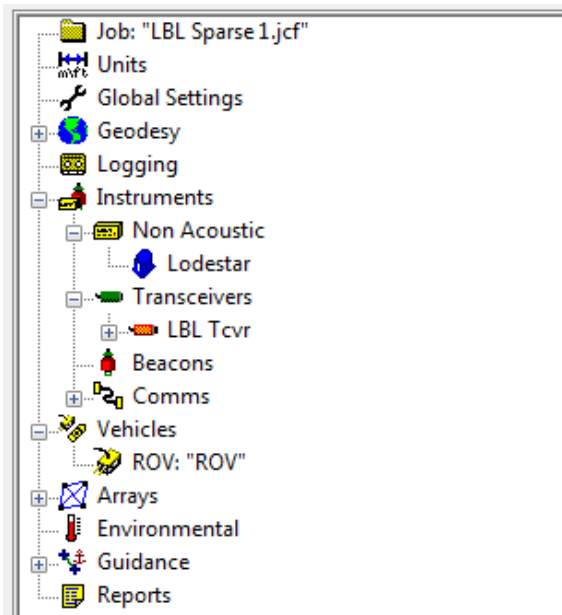 Job: "LBL Sparse 1.jcf"
m/ft Units
Global Settings
Geodesy
Logging
Instruments
Non Acoustic
Lodestar
Transceivers
LBL Tcvr
Beacons
Comms
Vehicles
ROV: "ROV"
Arrays
Environmental
Guidance
Reports